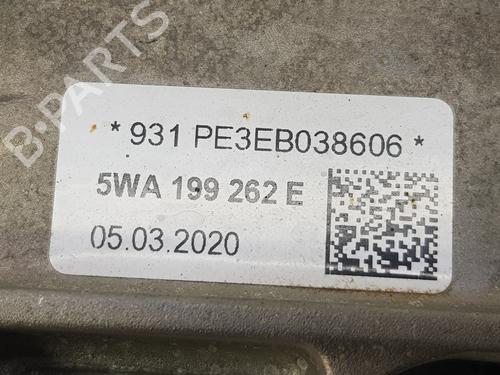 B-PARTS
* 931 PE3EB038606 *
5WA 199 262 E
05.03.2020